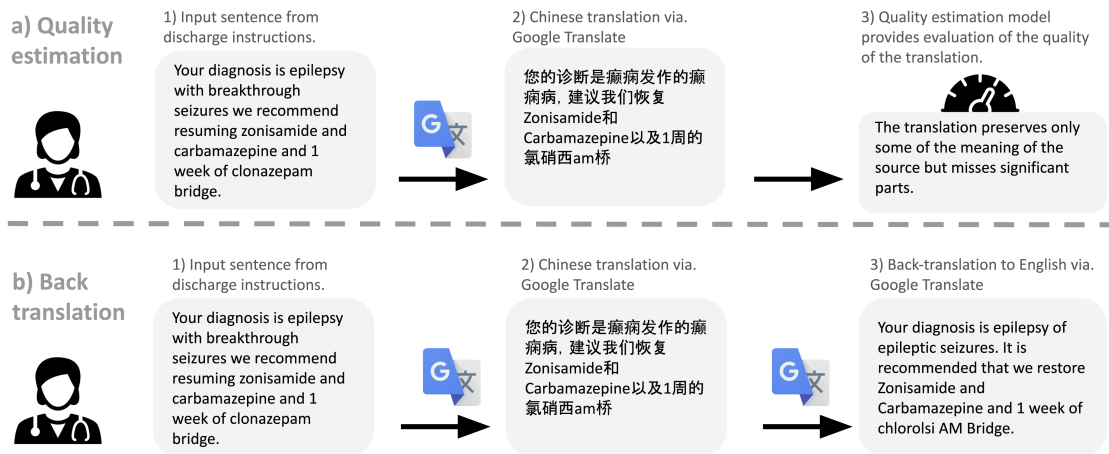 a) Quality
estimation
1) Input sentence from
discharge instructions.
Your diagnosis is epilepsy
with breakthrough
seizures we recommend
resuming zonisamide and
carbamazepine and 1
week of clonazepam
bridge.
G 文
2) Chinese translation via.
Google Translate
您的诊断是癫痫发作的癫
痫病, 建议我们恢复
Zonisamide和
Carbamazepine以及1周的
氯硝西am桥
3) Quality estimation model
provides evaluation of the quality
of the translation.
The translation preserves only
some of the meaning of the
source but misses significant
parts.
b) Back
translation
1) Input sentence from
discharge instructions.
Your diagnosis is epilepsy
with breakthrough
seizures we recommend
resuming zonisamide and
carbamazepine and 1
week of clonazepam
bridge.
G 文
2) Chinese translation via.
Google Translate
您的诊断是癫痫发作的癫
痫病, 建议我们恢复
Zonisamide和
Carbamazepine以及1周的
氯硝西am桥
G 文
3) Back-translation to English via.
Google Translate
Your diagnosis is epilepsy of
epileptic seizures. It is
recommended that we restore
Zonisamide and
Carbamazepine and 1 week of
chlorolsi AM Bridge.